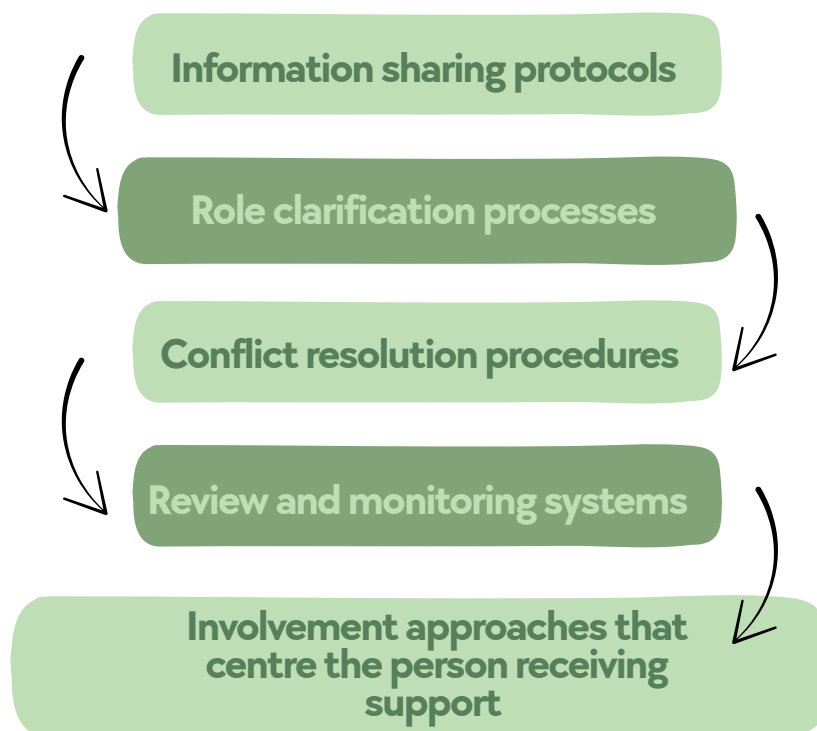 Information sharing protocols
Role clarification processes
Conflict resolution procedures
Review and monitoring systems
Involvement approaches that
centre the person receiving
support